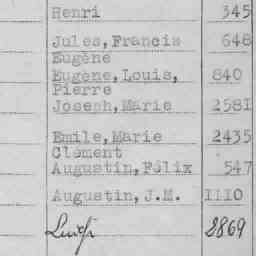 Henri 345
Jules, Francis 648
Eugène
Eugène, Louis, 840
Pierre
Joseph, Marie 2581
Emile, Marie 2435
Clément
Augustin, Félix 547
Augustin, J.M. 1110
Luigi 2869